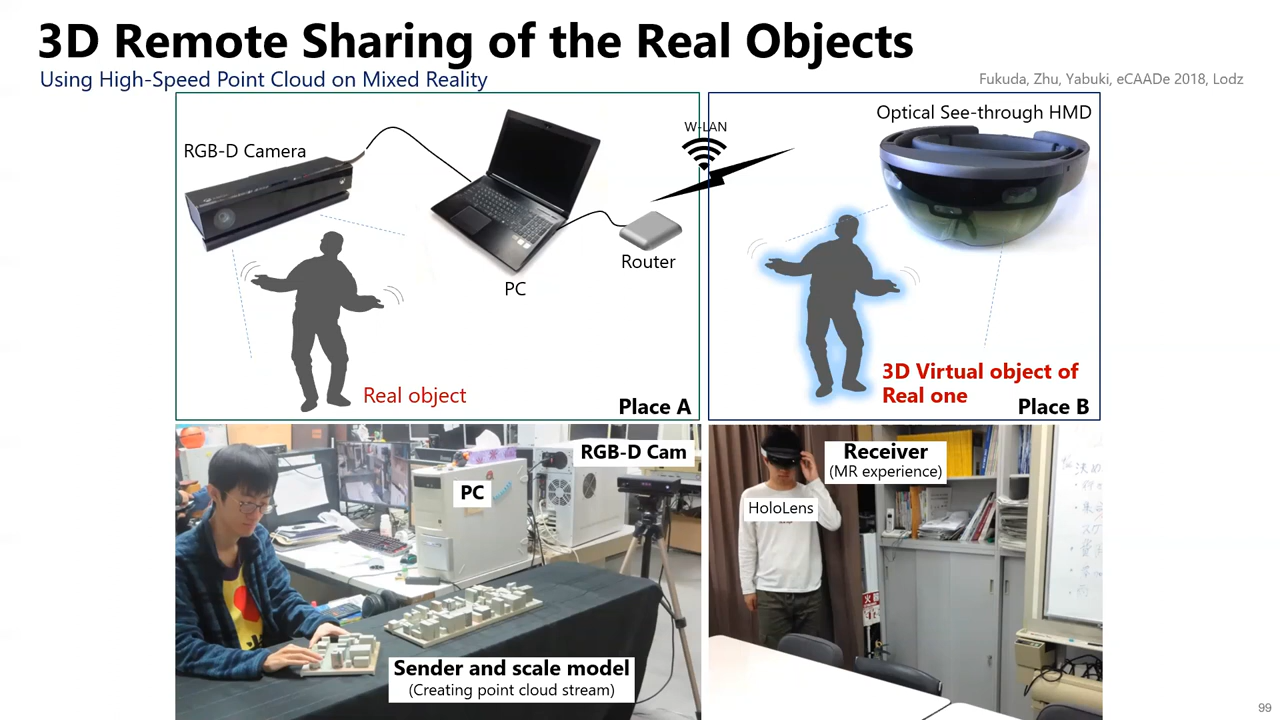 3D Remote Sharing of the Real Objects
Using High-Speed Point Cloud on Mixed Reality
Fukuda, Zhu, Yabuki, eCAADe 2018, Lodz
RGB-D Camera
PC
Router
W-LAN
Real object
Place A
Optical See-through HMD
3D Virtual object of
Real one
Place B
RGB-D Cam
PC
Sender and scale model
(Creating point cloud stream)
Receiver
(MR experience)
HoloLens
99